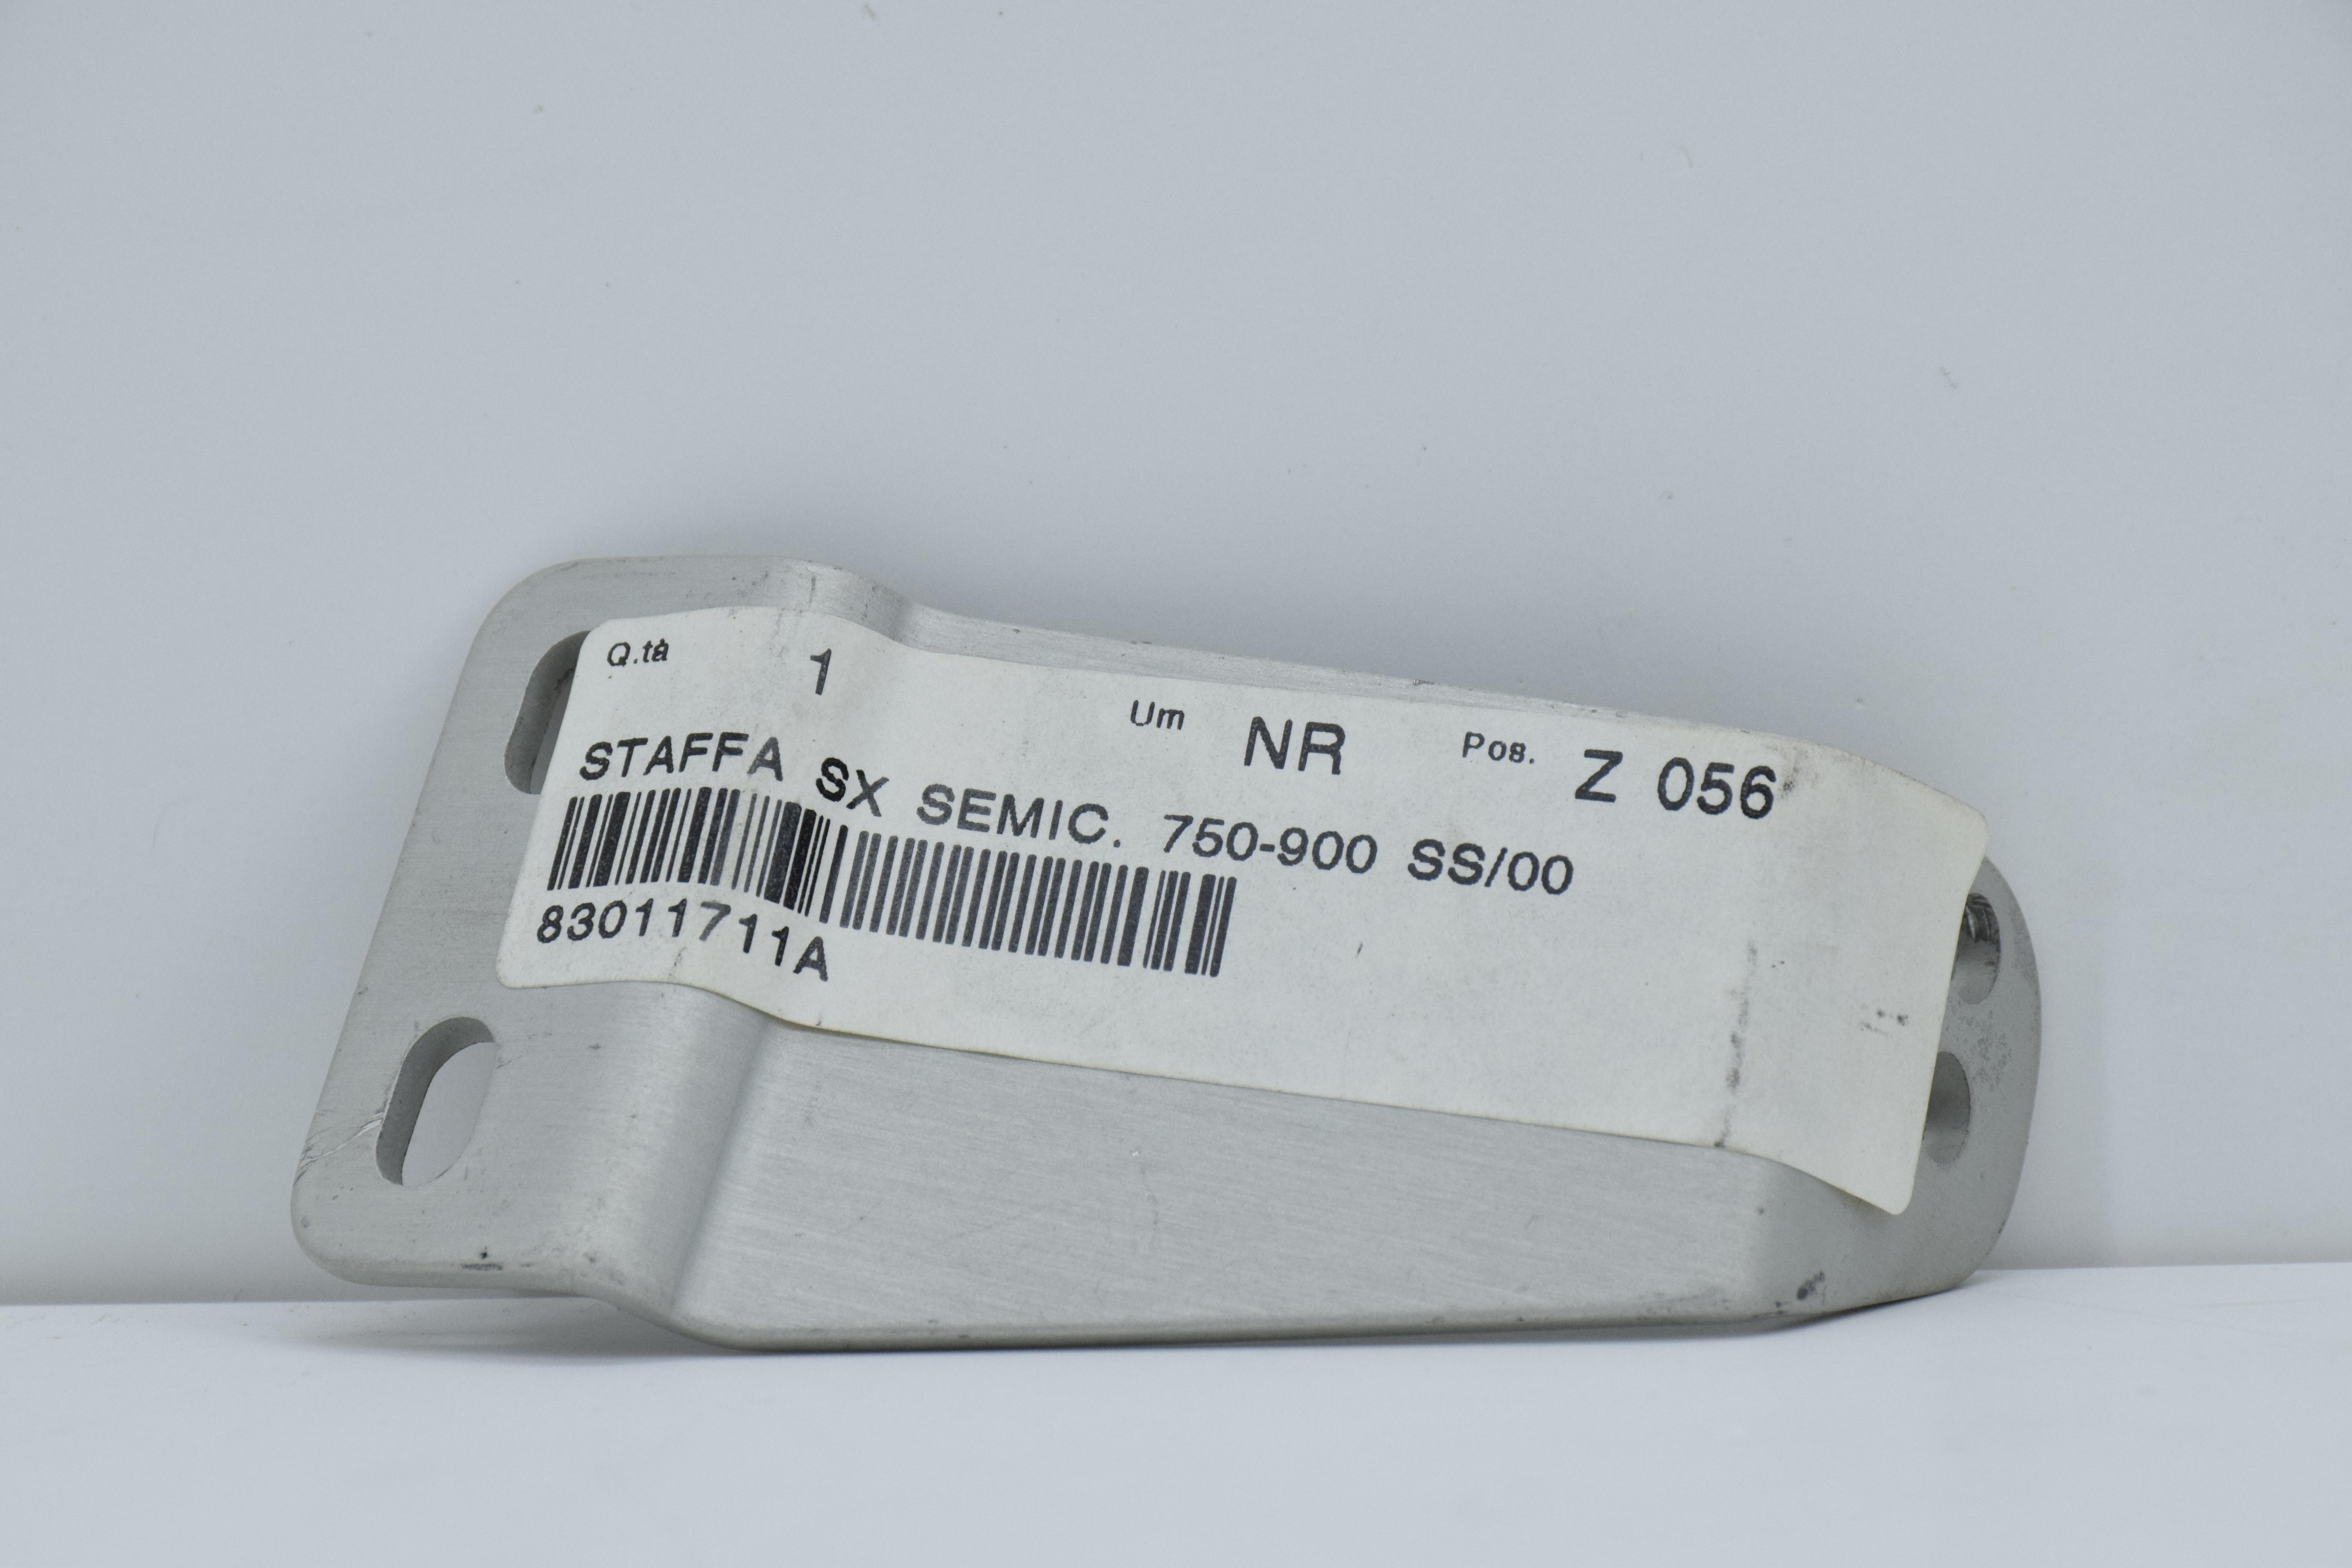 Q.tà 1 Um NR Pos. Z 056
STAFFA SX SEMIC. 750-900 SS/00
83011711A